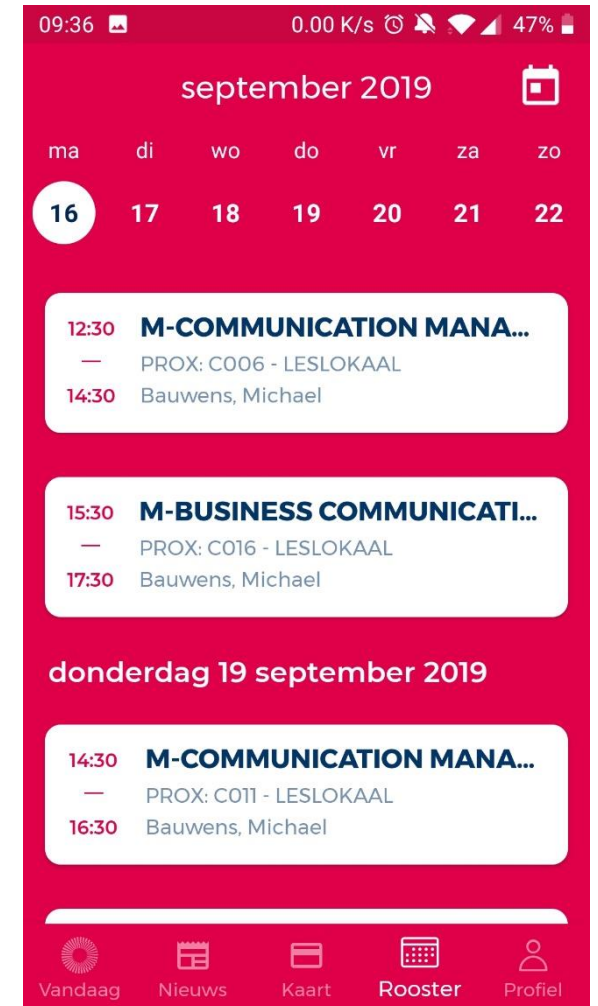 09:36 0.00 K/s 47%
september 2019
ma di wo do vr za zo
16 17 18 19 20 21 22
12:30 M-COMMUNICATION MANA...
— PROX: C006 - LESLOKAAL
14:30 Bauwens, Michael
15:30 M-BUSINESS COMMUNICATI...
— PROX: C016 - LESLOKAAL
17:30 Bauwens, Michael
donderdag 19 september 2019
14:30 M-COMMUNICATION MANA...
— PROX: C011 - LESLOKAAL
16:30 Bauwens, Michael
Vandaag Nieuws Kaart Rooster Profiel